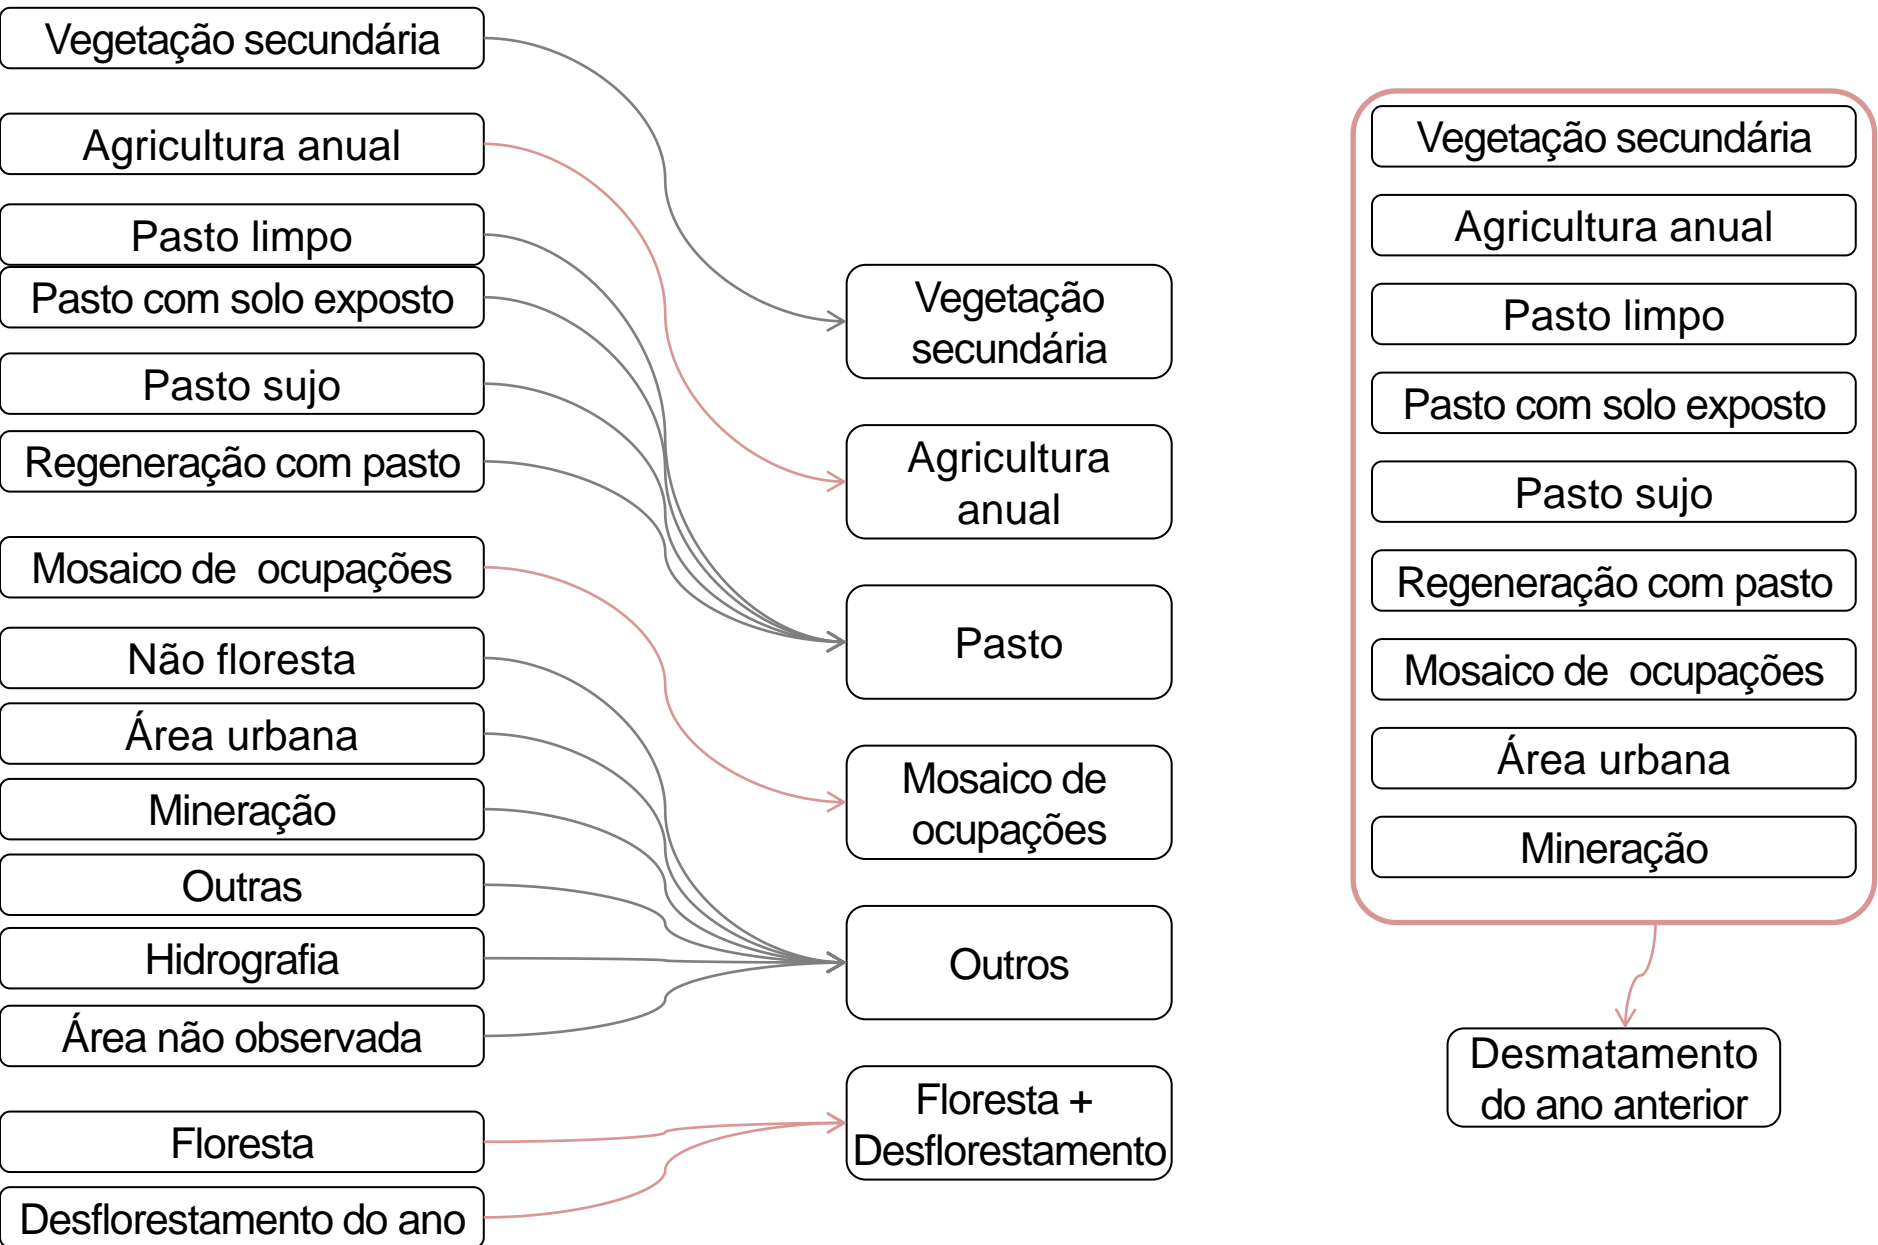 Vegetação secundária
Agricultura anual
Pasto limpo
Pasto com solo exposto
Pasto sujo
Regeneração com pasto
Mosaico de ocupações
Não floresta
Área urbana
Mineração
Outras
Hidrografia
Área não observada
Floresta
Desflorestamento do ano
Vegetação
secundária
Agricultura
anual
Pasto
Mosaico de
ocupações
Outros
Floresta +
Desflorestamento
Vegetação secundária
Agricultura anual
Pasto limpo
Pasto com solo exposto
Pasto sujo
Regeneração com pasto
Mosaico de ocupações
Área urbana
Mineração
Desmatamento
do ano anterior